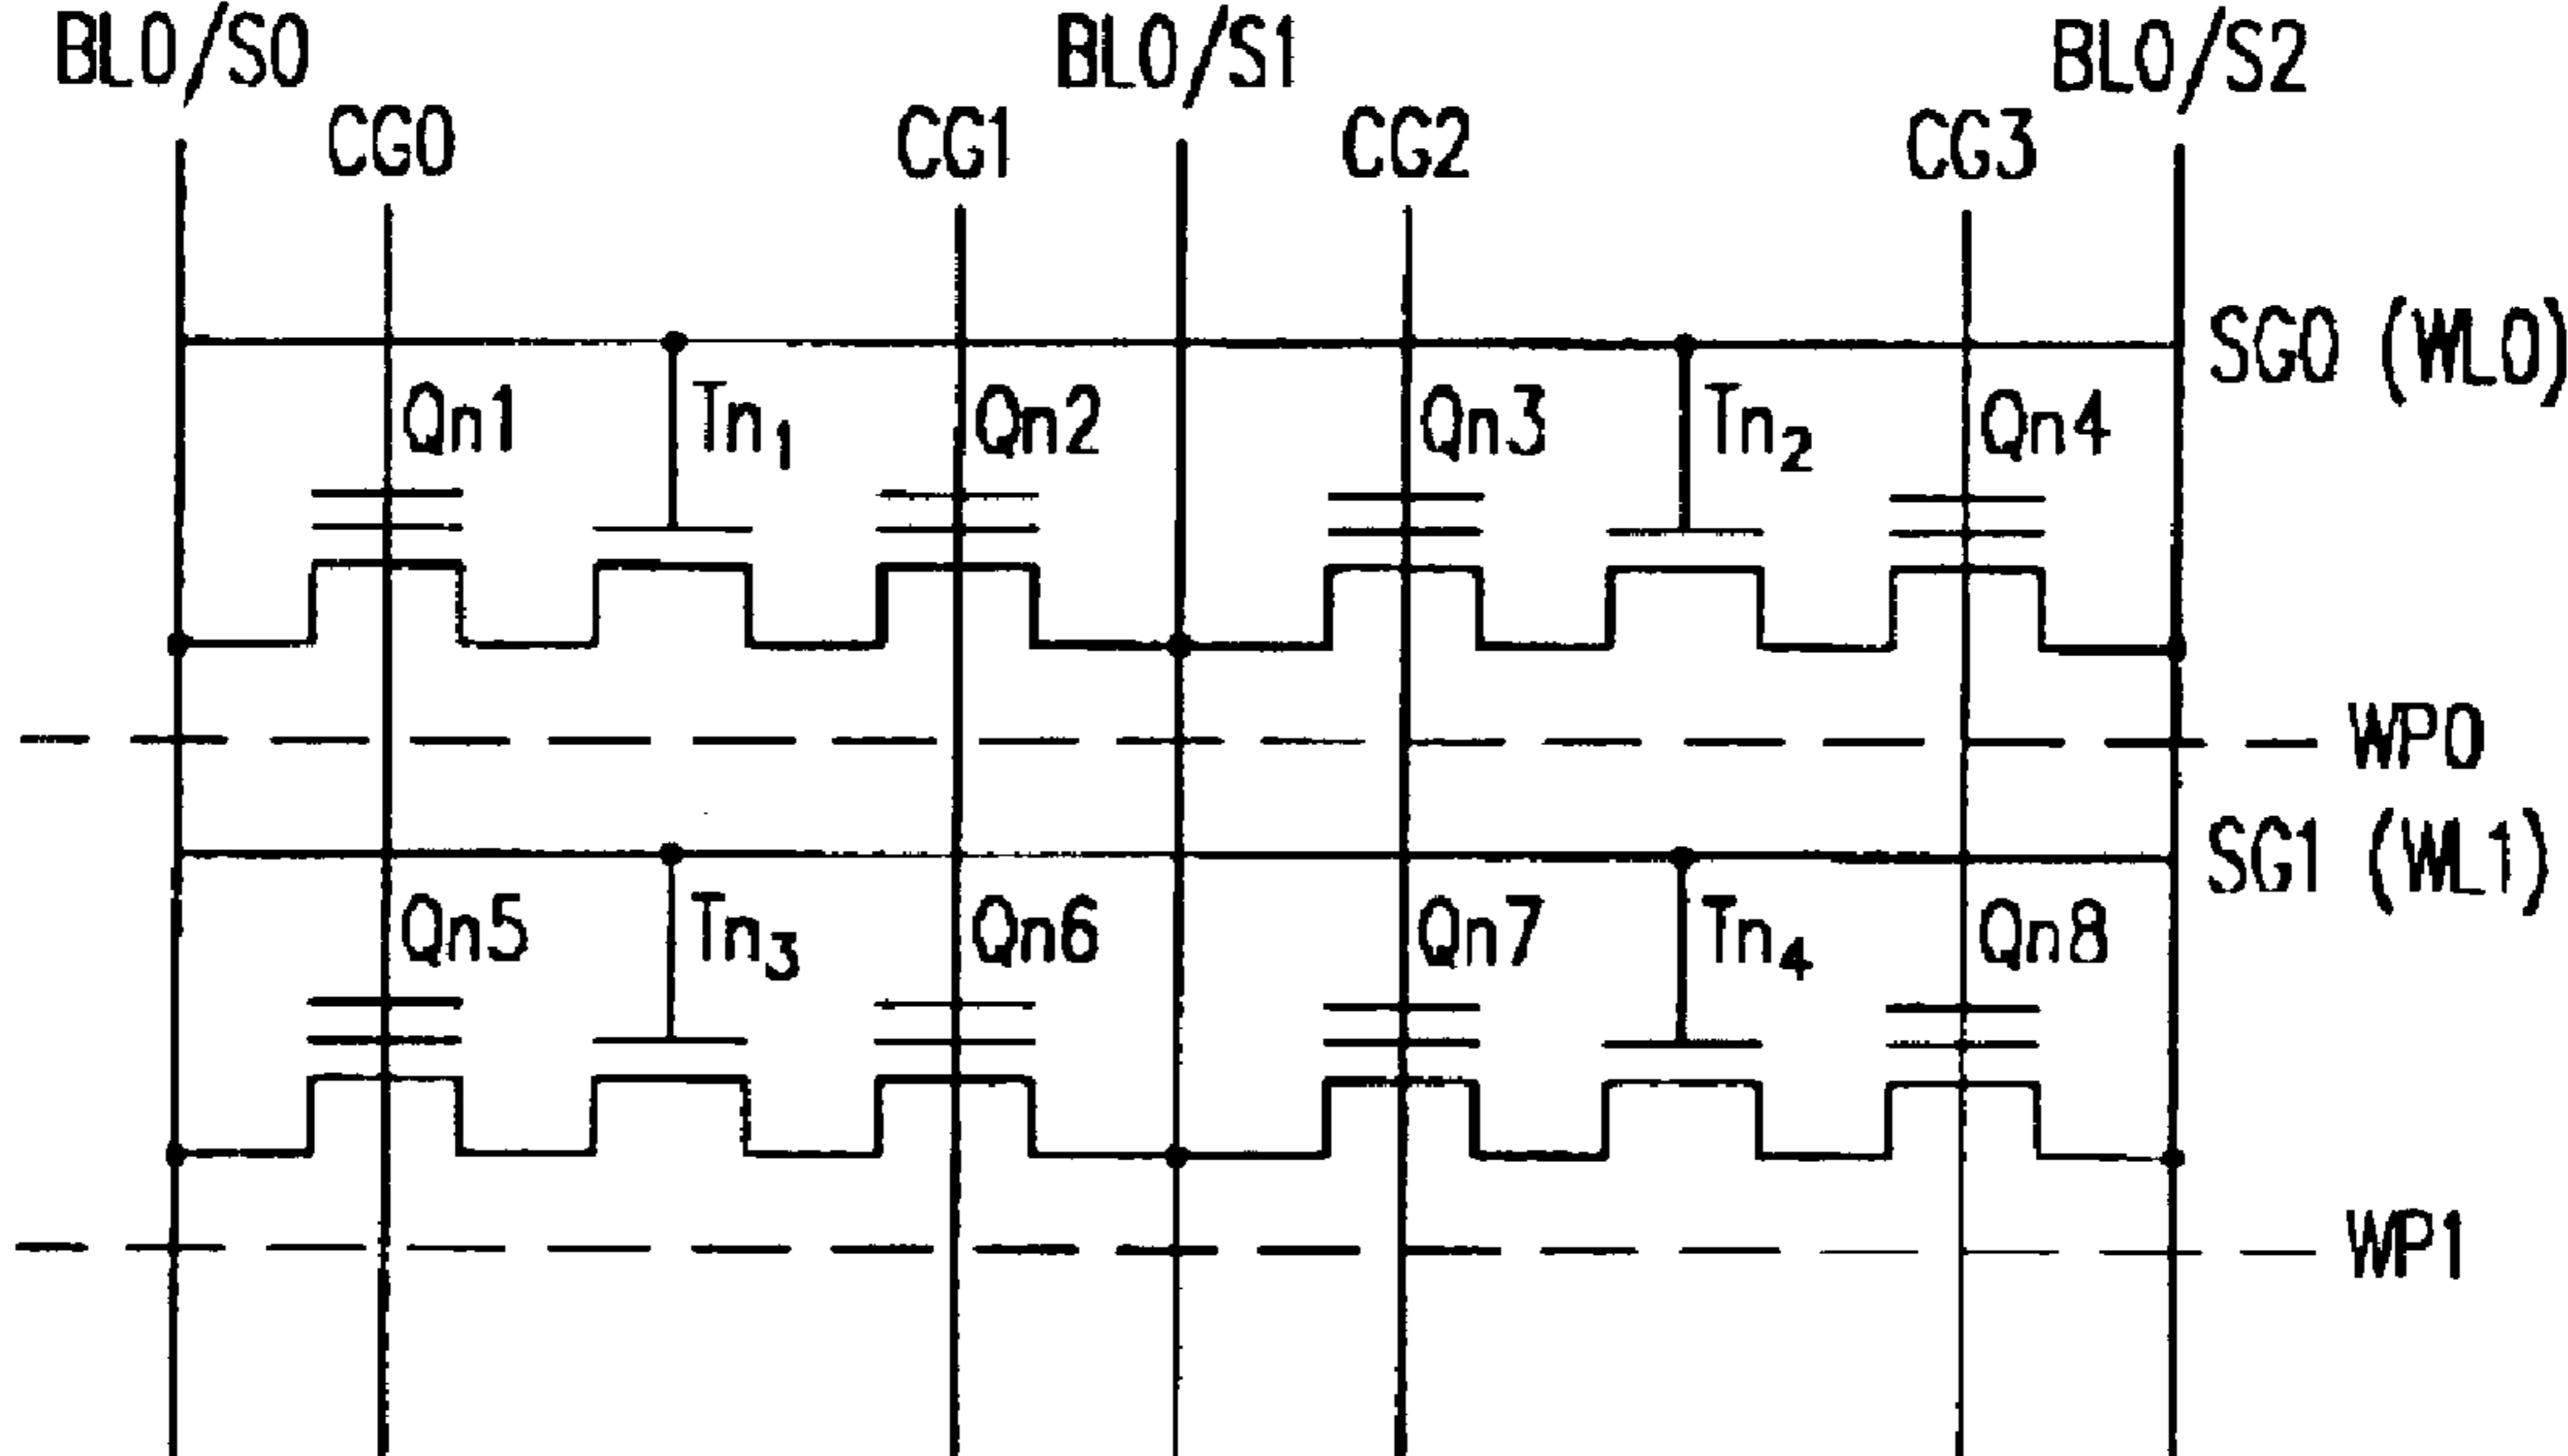 BL0/S0
BL0/S1
BL0/S2
CG0
CG1
CG2
CG3
SG0 (WL0)
Qn1
Tn1
Qn2
Qn3
Tn2
Qn4
WP0
SG1 (WL1)
Qn5
Tn3
Qn6
Qn7
Tn4
Qn8
WP1